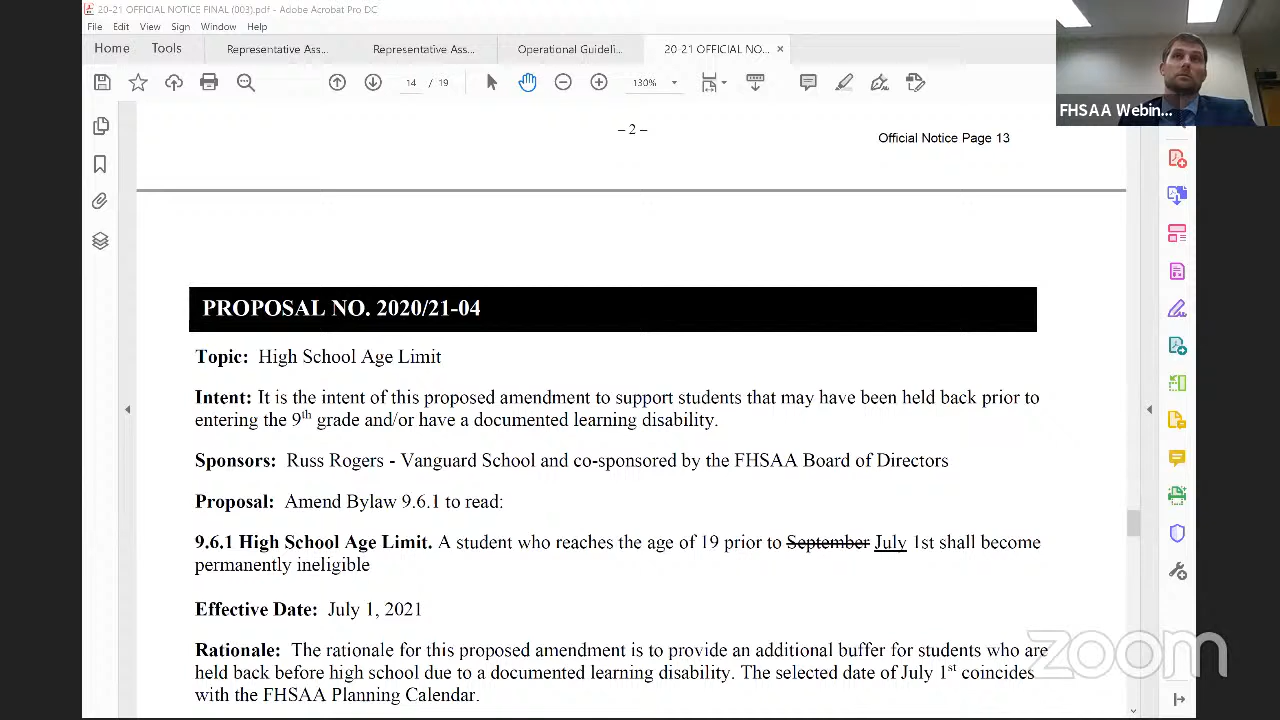 20-21 OFFICIAL NOTICE FINAL (003).pdf - Adobe Acrobat Pro DC
File Edit View Sign Window Help
Home Tools Representative Ass... Representative Ass... Operational Guideli... 20-21 OFFICIAL NO... ×
14 / 19 130%
FHSAA Webin...
– 2 –
Official Notice Page 13
PROPOSAL NO. 2020/21-04
Topic: High School Age Limit
Intent: It is the intent of this proposed amendment to support students that may have been held back prior to
entering the 9th grade and/or have a documented learning disability.
Sponsors: Russ Rogers - Vanguard School and co-sponsored by the FHSAA Board of Directors
Proposal: Amend Bylaw 9.6.1 to read:
9.6.1 High School Age Limit. A student who reaches the age of 19 prior to September July 1st shall become
permanently ineligible
Effective Date: July 1, 2021
Rationale: The rationale for this proposed amendment is to provide an additional buffer for students who are
held back before high school due to a documented learning disability. The selected date of July 1st coincides
with the FHSAA Planning Calendar.
zoom